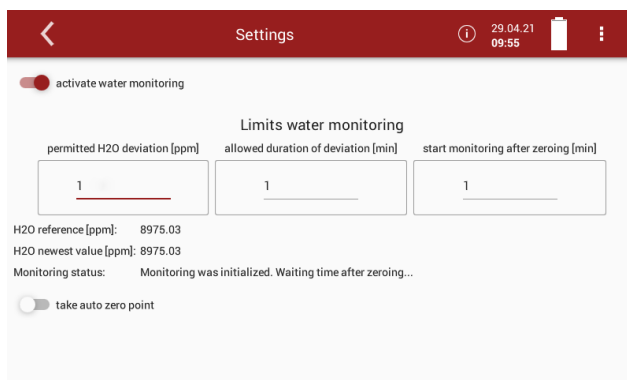 Settings
29.04.21
09:55
activate water monitoring
Limits water monitoring
permitted H2O deviation [ppm] allowed duration of deviation [min] start monitoring after zeroing [min]
1 1 1
H2O reference [ppm]: 8975.03
H2O newest value [ppm]: 8975.03
Monitoring status: Monitoring was initialized. Waiting time after zeroing...
take auto zero point